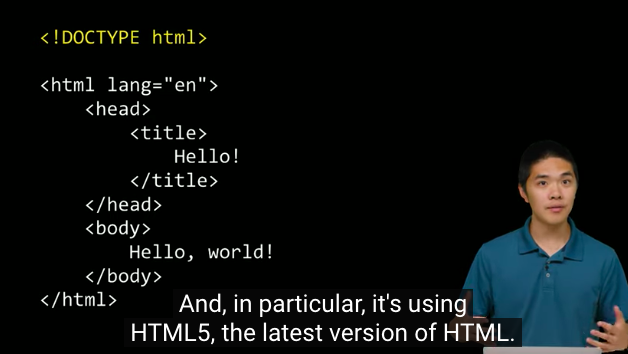 <!DOCTYPE html>
<html lang="en">
<head>
<title>
Hello!
</title>
</head>
<body>
Hello, world!
</body>
</html>
And, in particular, it's using
HTML5, the latest version of HTML.